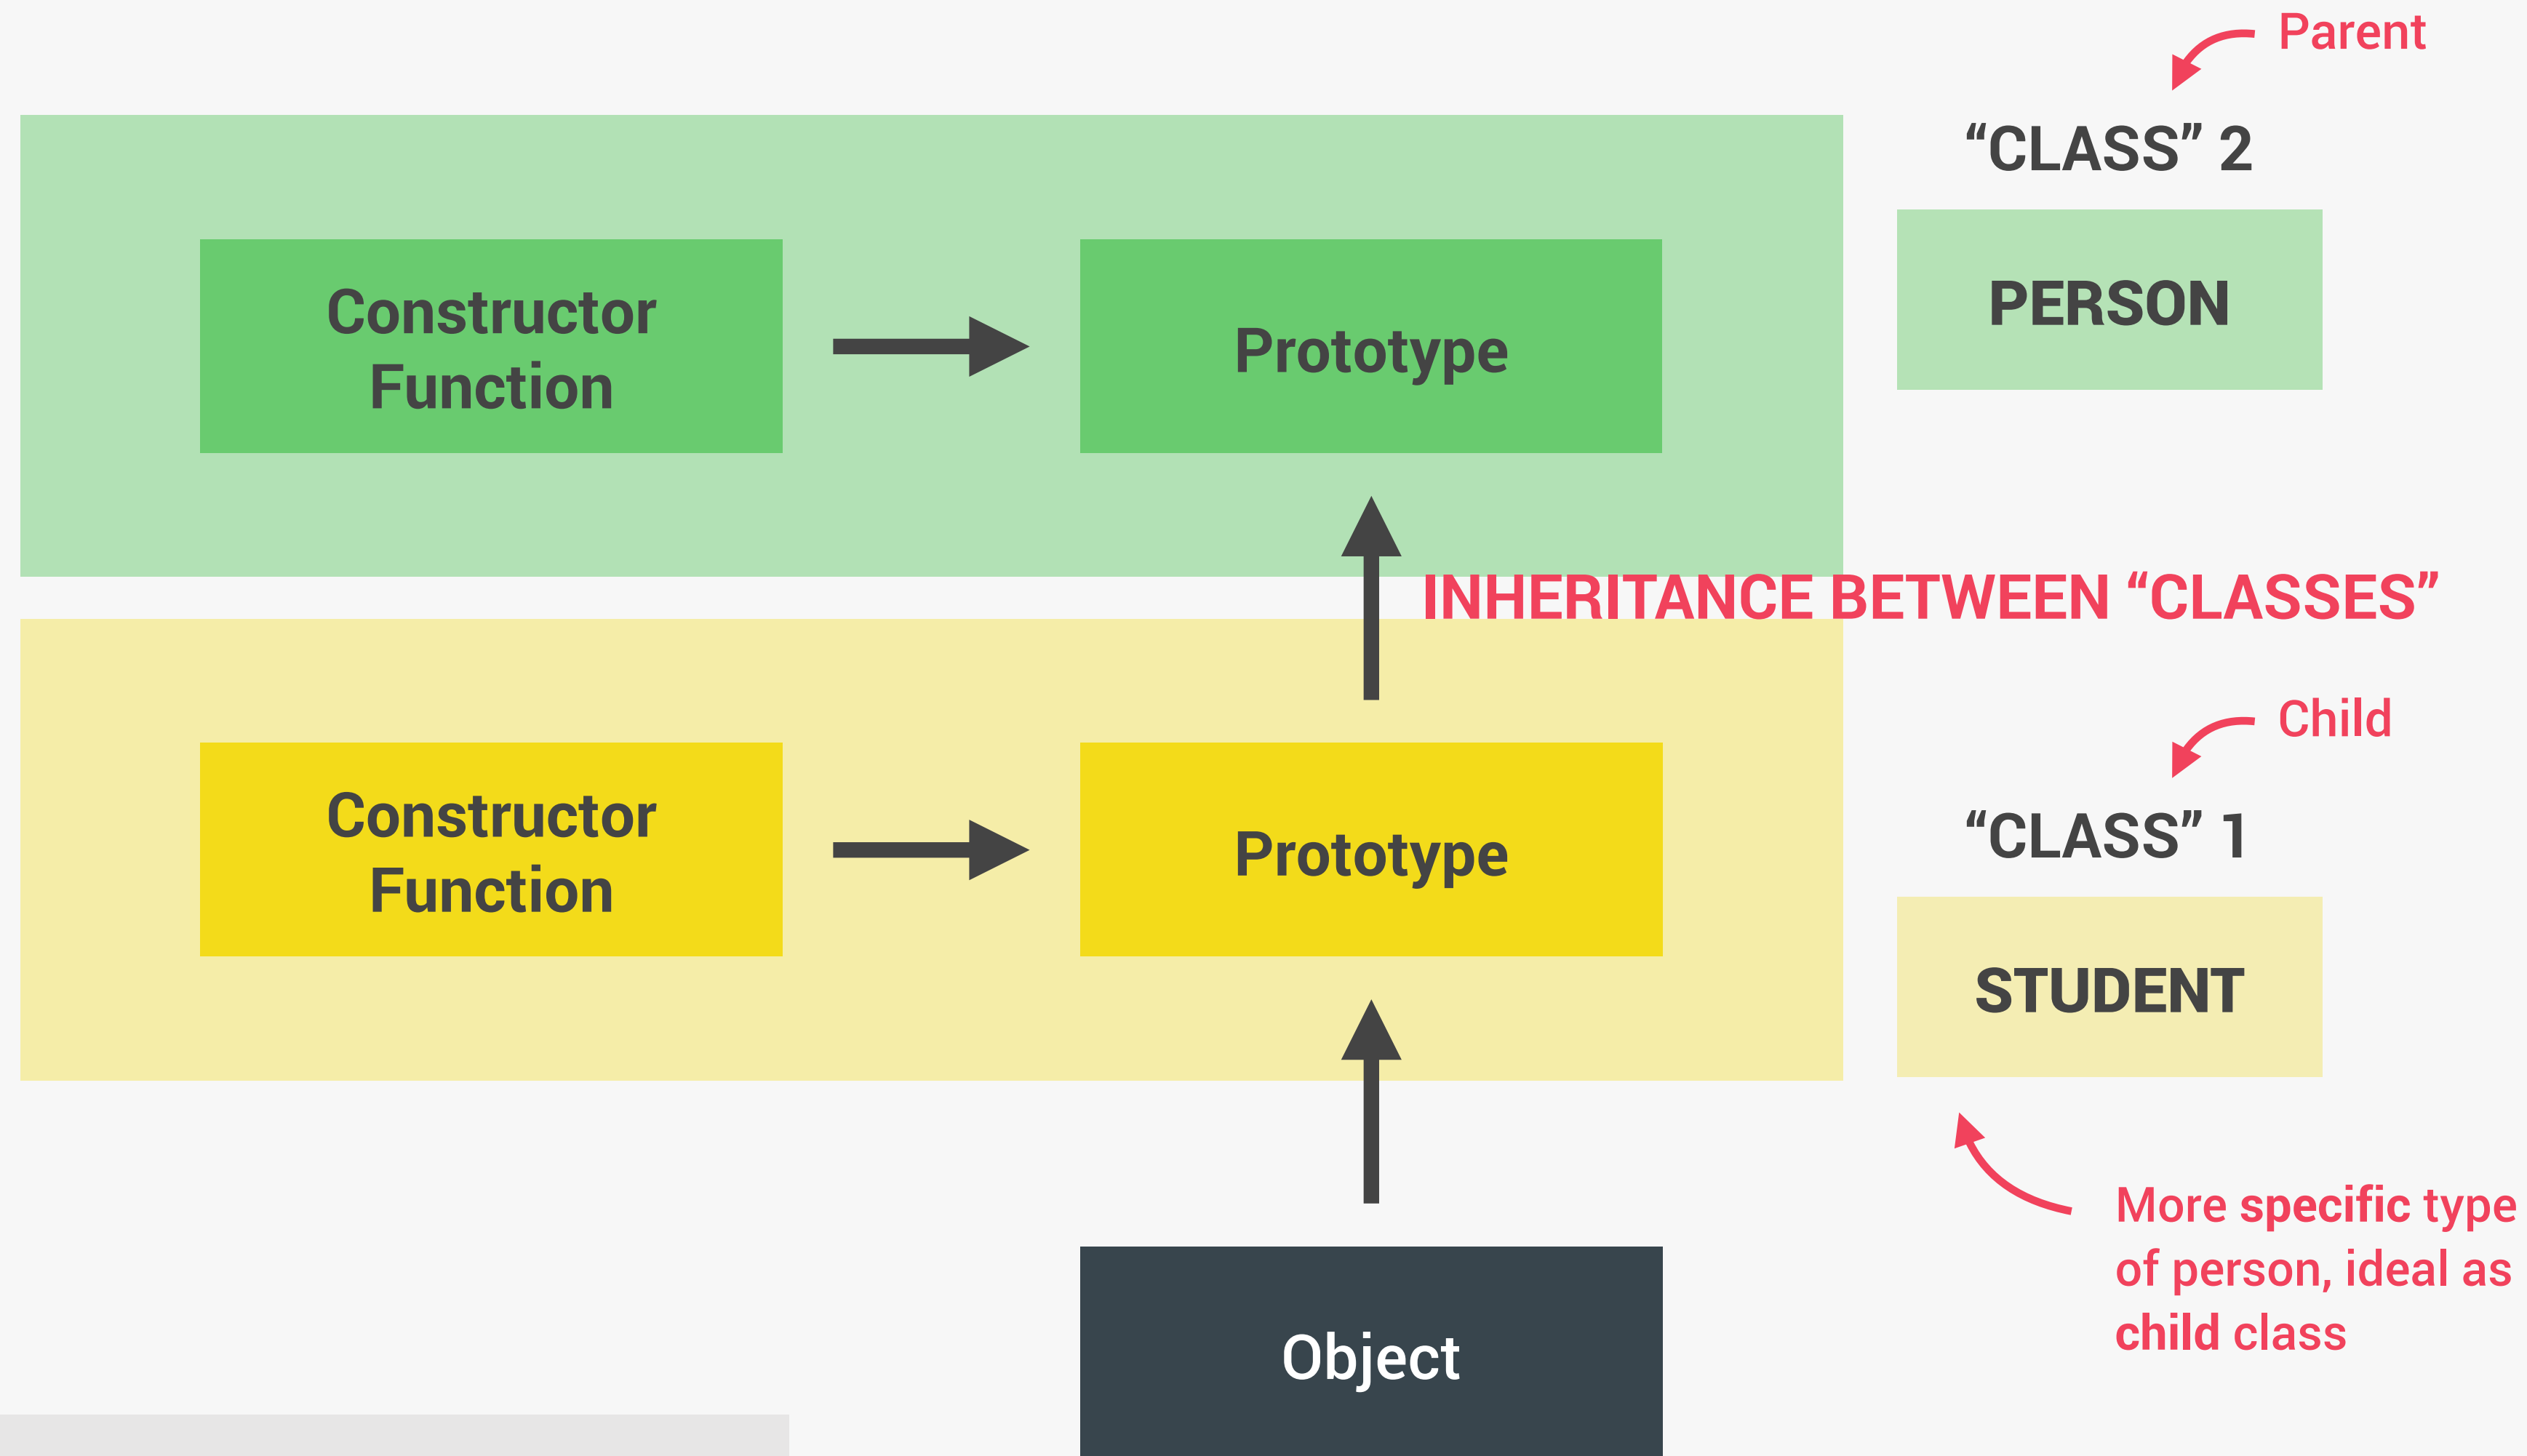 Parent
“CLASS” 2
PERSON
Constructor
Function
Prototype
INHERITANCE BETWEEN “CLASSES”
Child
“CLASS” 1
STUDENT
Constructor
Function
Prototype
More specific type
of person, ideal as
child class
Object